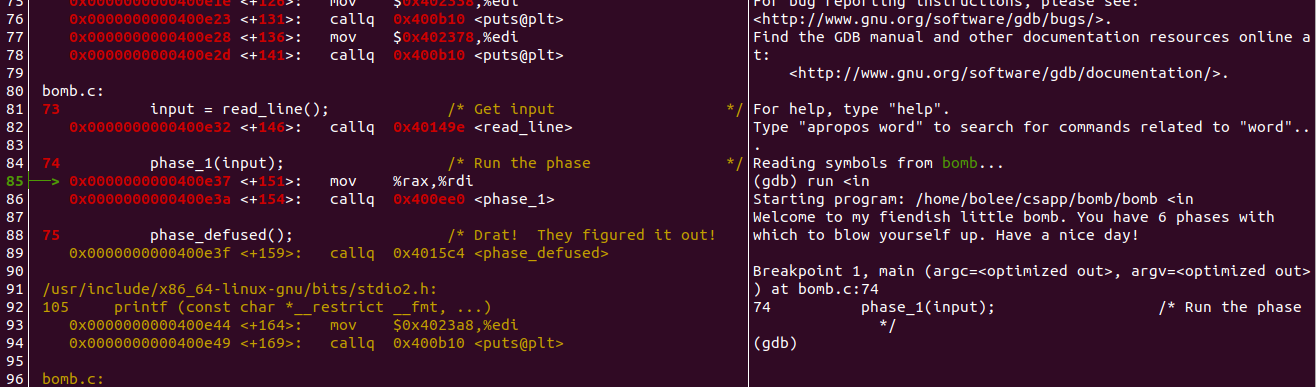 75     0x0000000000400e1e <+126>:   mov    $0x402338,%edi
76     0x0000000000400e23 <+131>:   callq  0x400b10 <puts@plt>
77     0x0000000000400e28 <+136>:   mov    $0x402378,%edi
78     0x0000000000400e2d <+141>:   callq  0x400b10 <puts@plt>
79
80  bomb.c:
81  73          input = read_line();             /* Get input                   */
82     0x0000000000400e32 <+146>:   callq  0x40149e <read_line>
83
84  74          phase_1(input);                  /* Run the phase               */
85 ──> 0x0000000000400e37 <+151>:   mov    %rax,%rdi
86     0x0000000000400e3a <+154>:   callq  0x400ee0 <phase_1>
87
88  75          phase_defused();                 /* Drat!  They figured it out!
89     0x0000000000400e3f <+159>:   callq  0x4015c4 <phase_defused>
90
91  /usr/include/x86_64-linux-gnu/bits/stdio2.h:
92  105     printf (const char *__restrict __fmt, ...)
93     0x0000000000400e44 <+164>:   mov    $0x4023a8,%edi
94     0x0000000000400e49 <+169>:   callq  0x400b10 <puts@plt>
95
96  bomb.c:
For bug reporting instructions, please see:
<http://www.gnu.org/software/gdb/bugs/>.
Find the GDB manual and other documentation resources online a
t:
    <http://www.gnu.org/software/gdb/documentation/>.

For help, type "help".
Type "apropos word" to search for commands related to "word"..
.
Reading symbols from bomb...
(gdb) run <in
Starting program: /home/bolee/csapp/bomb/bomb <in
Welcome to my fiendish little bomb. You have 6 phases with
which to blow yourself up. Have a nice day!

Breakpoint 1, main (argc=<optimized out>, argv=<optimized out>
) at bomb.c:74
74          phase_1(input);                  /* Run the phase
              */
(gdb)